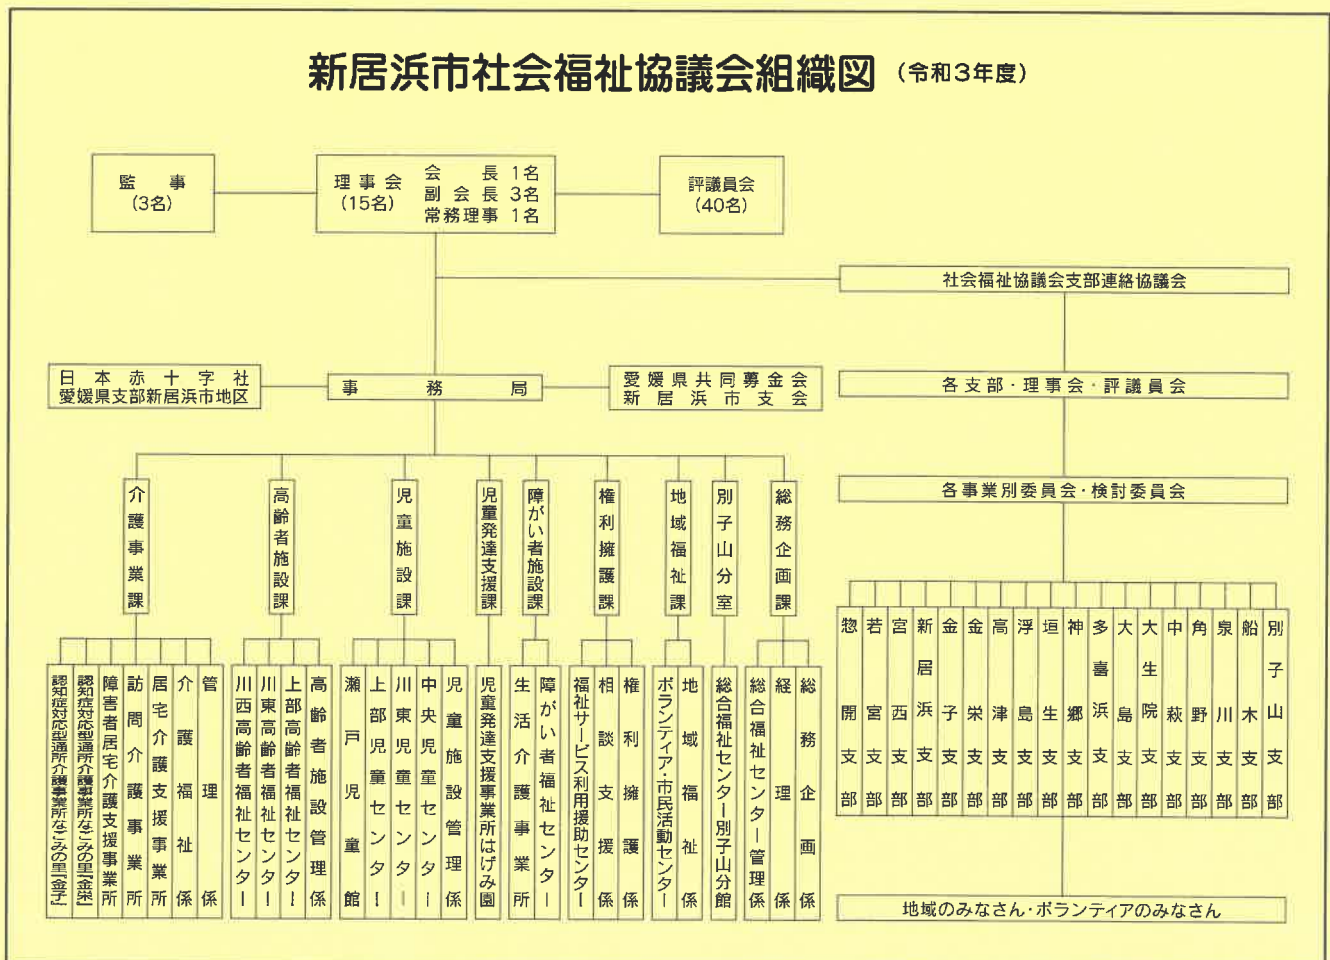 新居浜市社会福祉協議会組織図 (令和3年度)
監事
(3名)
理事会
(15名)
会長 1名
副会長 3名
常務理事 1名
評議員会
(40名)
社会福祉協議会支部連絡協議会
日本赤十字社
愛媛県支部新居浜市地区
事務局
愛媛県共同募金会
新居浜市支会
各支部・理事会・評議員会
各事業別委員会・検討委員会
介護事業課
高齢者施設課
児童施設課
児童発達支援課
障がい者施設課
権利擁護課
地域福祉課
別子山分室
総務企画課
認知症対応型通所介護事業所なごみの里『金子』
認知症対応型通所介護事業所なごみの里『金栄』
障害者居宅介護支援事業所
訪問介護事業所
居宅介護支援事業所
介護福祉係
管理係
川西高齢者福祉センター
川東高齢者福祉センター
上部高齢者福祉センター
高齢者施設管理係
瀬戸児童館
上部児童センター
川東児童センター
中央児童センター
児童施設管理係
児童発達支援事業所はげみ園
生活介護事業所
障がい者福祉センター
福祉サービス利用援助センター
相談支援係
権利擁護係
ボランティア・市民活動センター
地域福祉係
総合福祉センター別子山分館
総合福祉センター管理係
経理係
総務企画係
惣開支部
若宮支部
宮西支部
新居浜支部
金子支部
金栄支部
高津支部
浮島支部
垣生支部
神郷支部
多喜浜支部
大島支部
大生院支部
中萩支部
角野支部
泉川支部
船木支部
別子山支部
地域のみなさん・ボランティアのみなさん